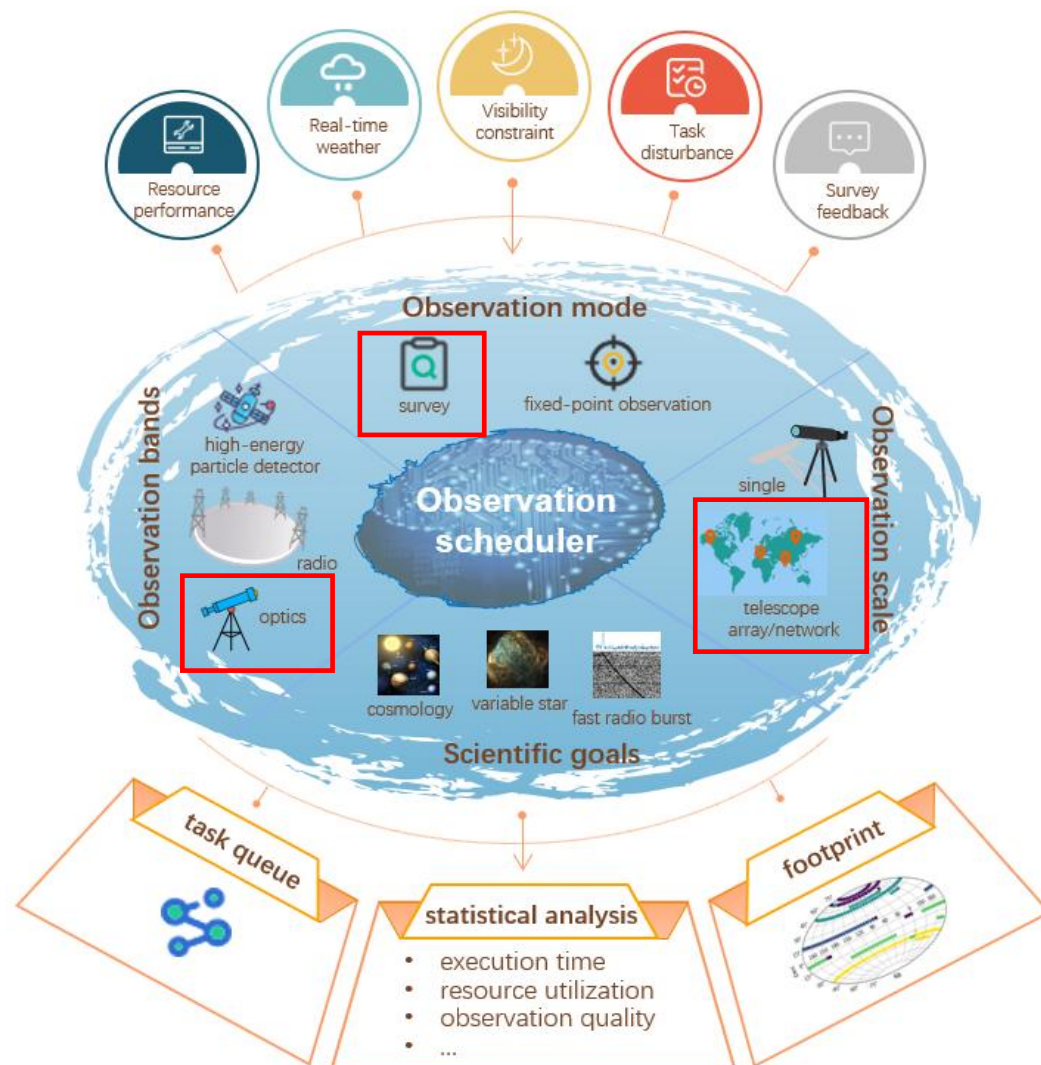 Resource
performance
Real-time
weather
Visibility
constraint
Task
disturbance
Survey
feedback
Observation mode
survey
fixed-point observation
Observation bands
high-energy
particle detector
radio
optics
Observation
scheduler
Observation scale
single
telescope
array/network
cosmology
variable star
fast radio burst
Scientific goals
task queue
statistical analysis
• execution time
• resource utilization
• observation quality
• ...
footprint